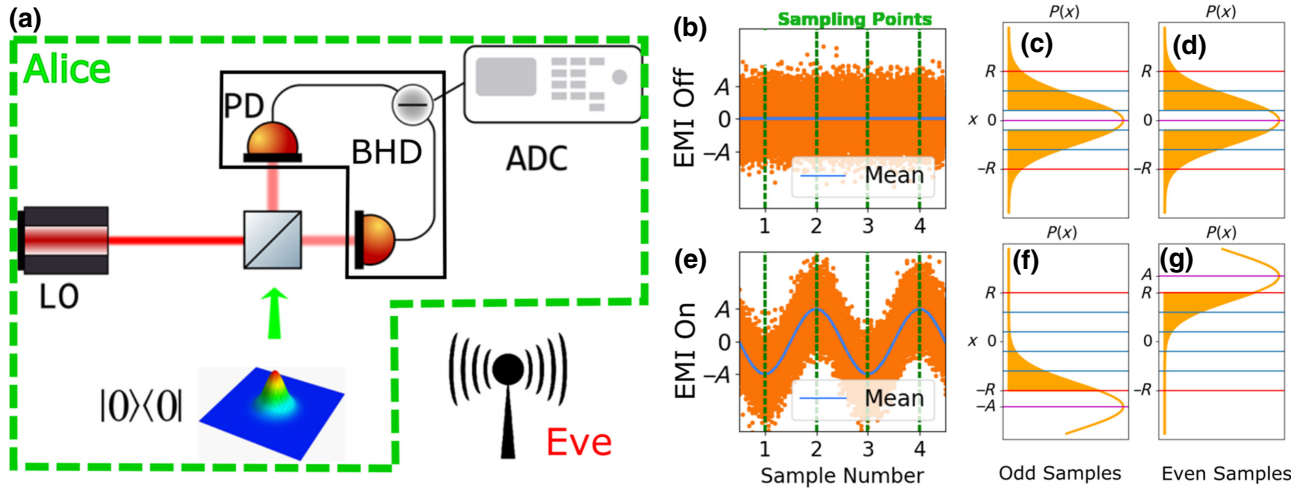 (a)
Alice
PD
BHD
ADC
LO
|0⟩⟨0|
Eve
(b)
Sampling Points
EMI Off
A
0
−A
Mean
1 2 3 4
(c)
P(x)
R
x 0
-R
(d)
P(x)
R
0
-R
(e)
EMI On
A
0
−A
Mean
1 2 3 4
Sample Number
(f)
P(x)
R
x 0
-R
-A
Odd Samples
(g)
P(x)
A
R
0
-R
Even Samples